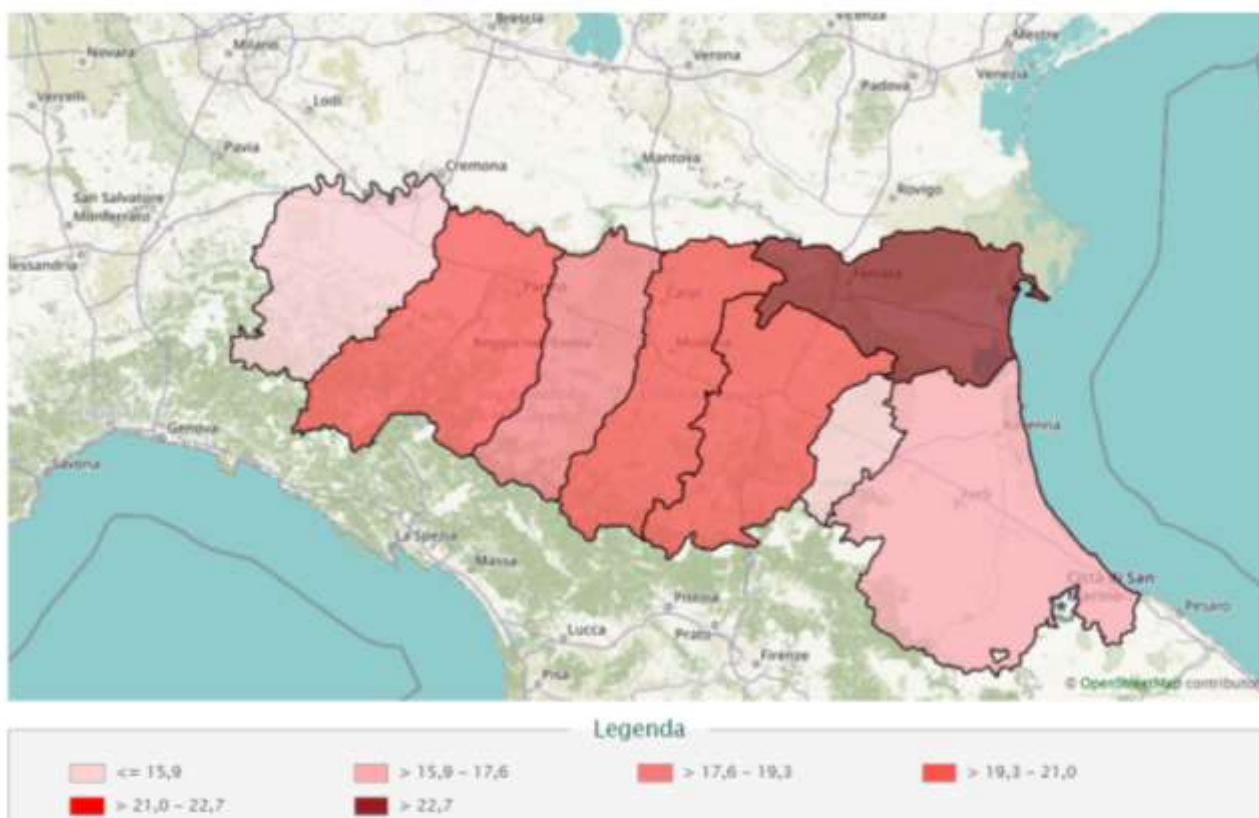 Brescia
Vicenza
Mestre
Novara
Milano
Verona
Padova
Venezia
Vercelli
Lodi
Pavia
Cremona
Mantova
Rovigo
San Salvatore
Monferrato
lessandria
Ferrara
Parma
Carpi
Reggio nell'Emilia
Modena
Genova
Ravenna
Savona
Forlì
La Spezia
Massa
Città di San
Marino
Pistoia
Pesaro
Lucca
Prato
Firenze
Pisa
© OpenStreetMap contributor
Legenda
<= 15,9
> 15,9 – 17,6
> 17,6 – 19,3
> 19,3 – 21,0
> 21,0 – 22,7
> 22,7